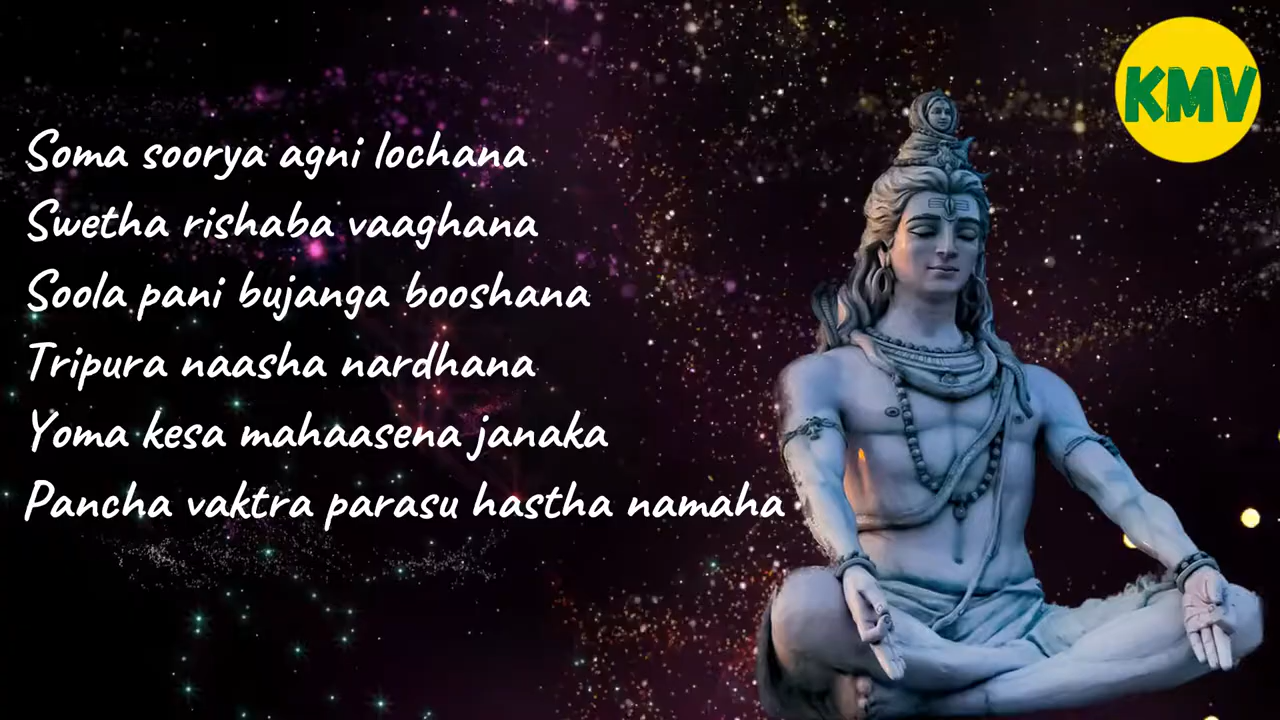 KMV
Soma soorya agni lochana
Swetha rishaba vaaghana
Soola pani bujanga booshana
Tripura naasha nardhana
Yoma kesa mahaasena janaka
Pancha vaktra parasu hastha namaha